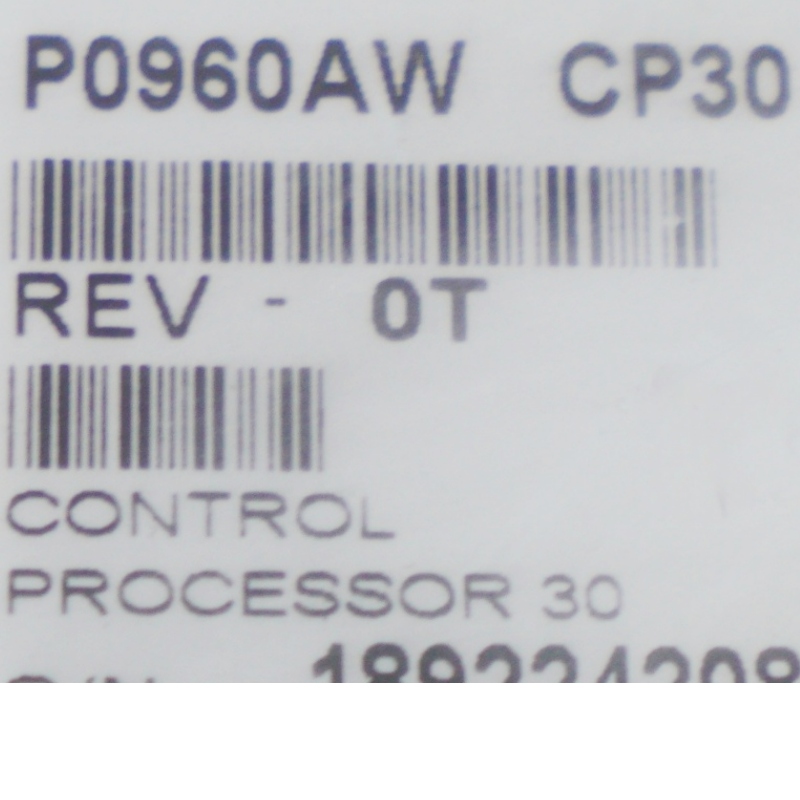 P0960AW CP30
REV - 0T
CONTROL
PROCESSOR 30